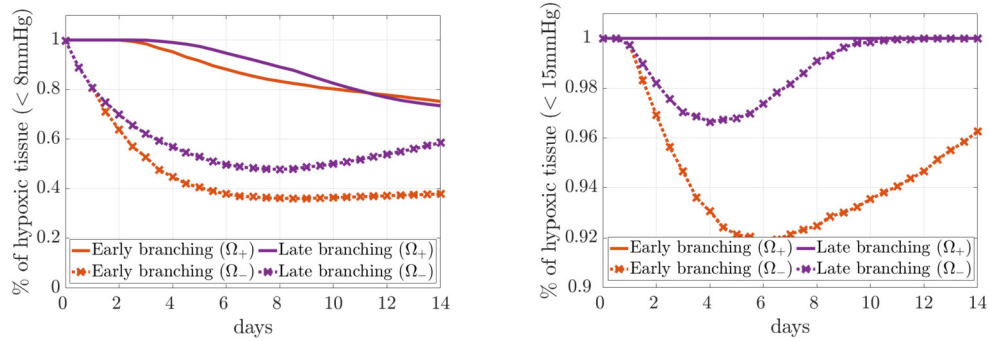 % of hypoxic tissue (< 8mmHg)
1
0.8
0.6
0.4
0.2
0
Early branching (Ω₊) Late branching (Ω₊)
Early branching (Ω₋) Late branching (Ω₋)
0 2 4 6 8 10 12 14
days
% of hypoxic tissue (< 15mmHg)
1
0.98
0.96
0.94
0.92
0.9
Early branching (Ω₊) Late branching (Ω₊)
Early branching (Ω₋) Late branching (Ω₋)
0 2 4 6 8 10 12 14
days